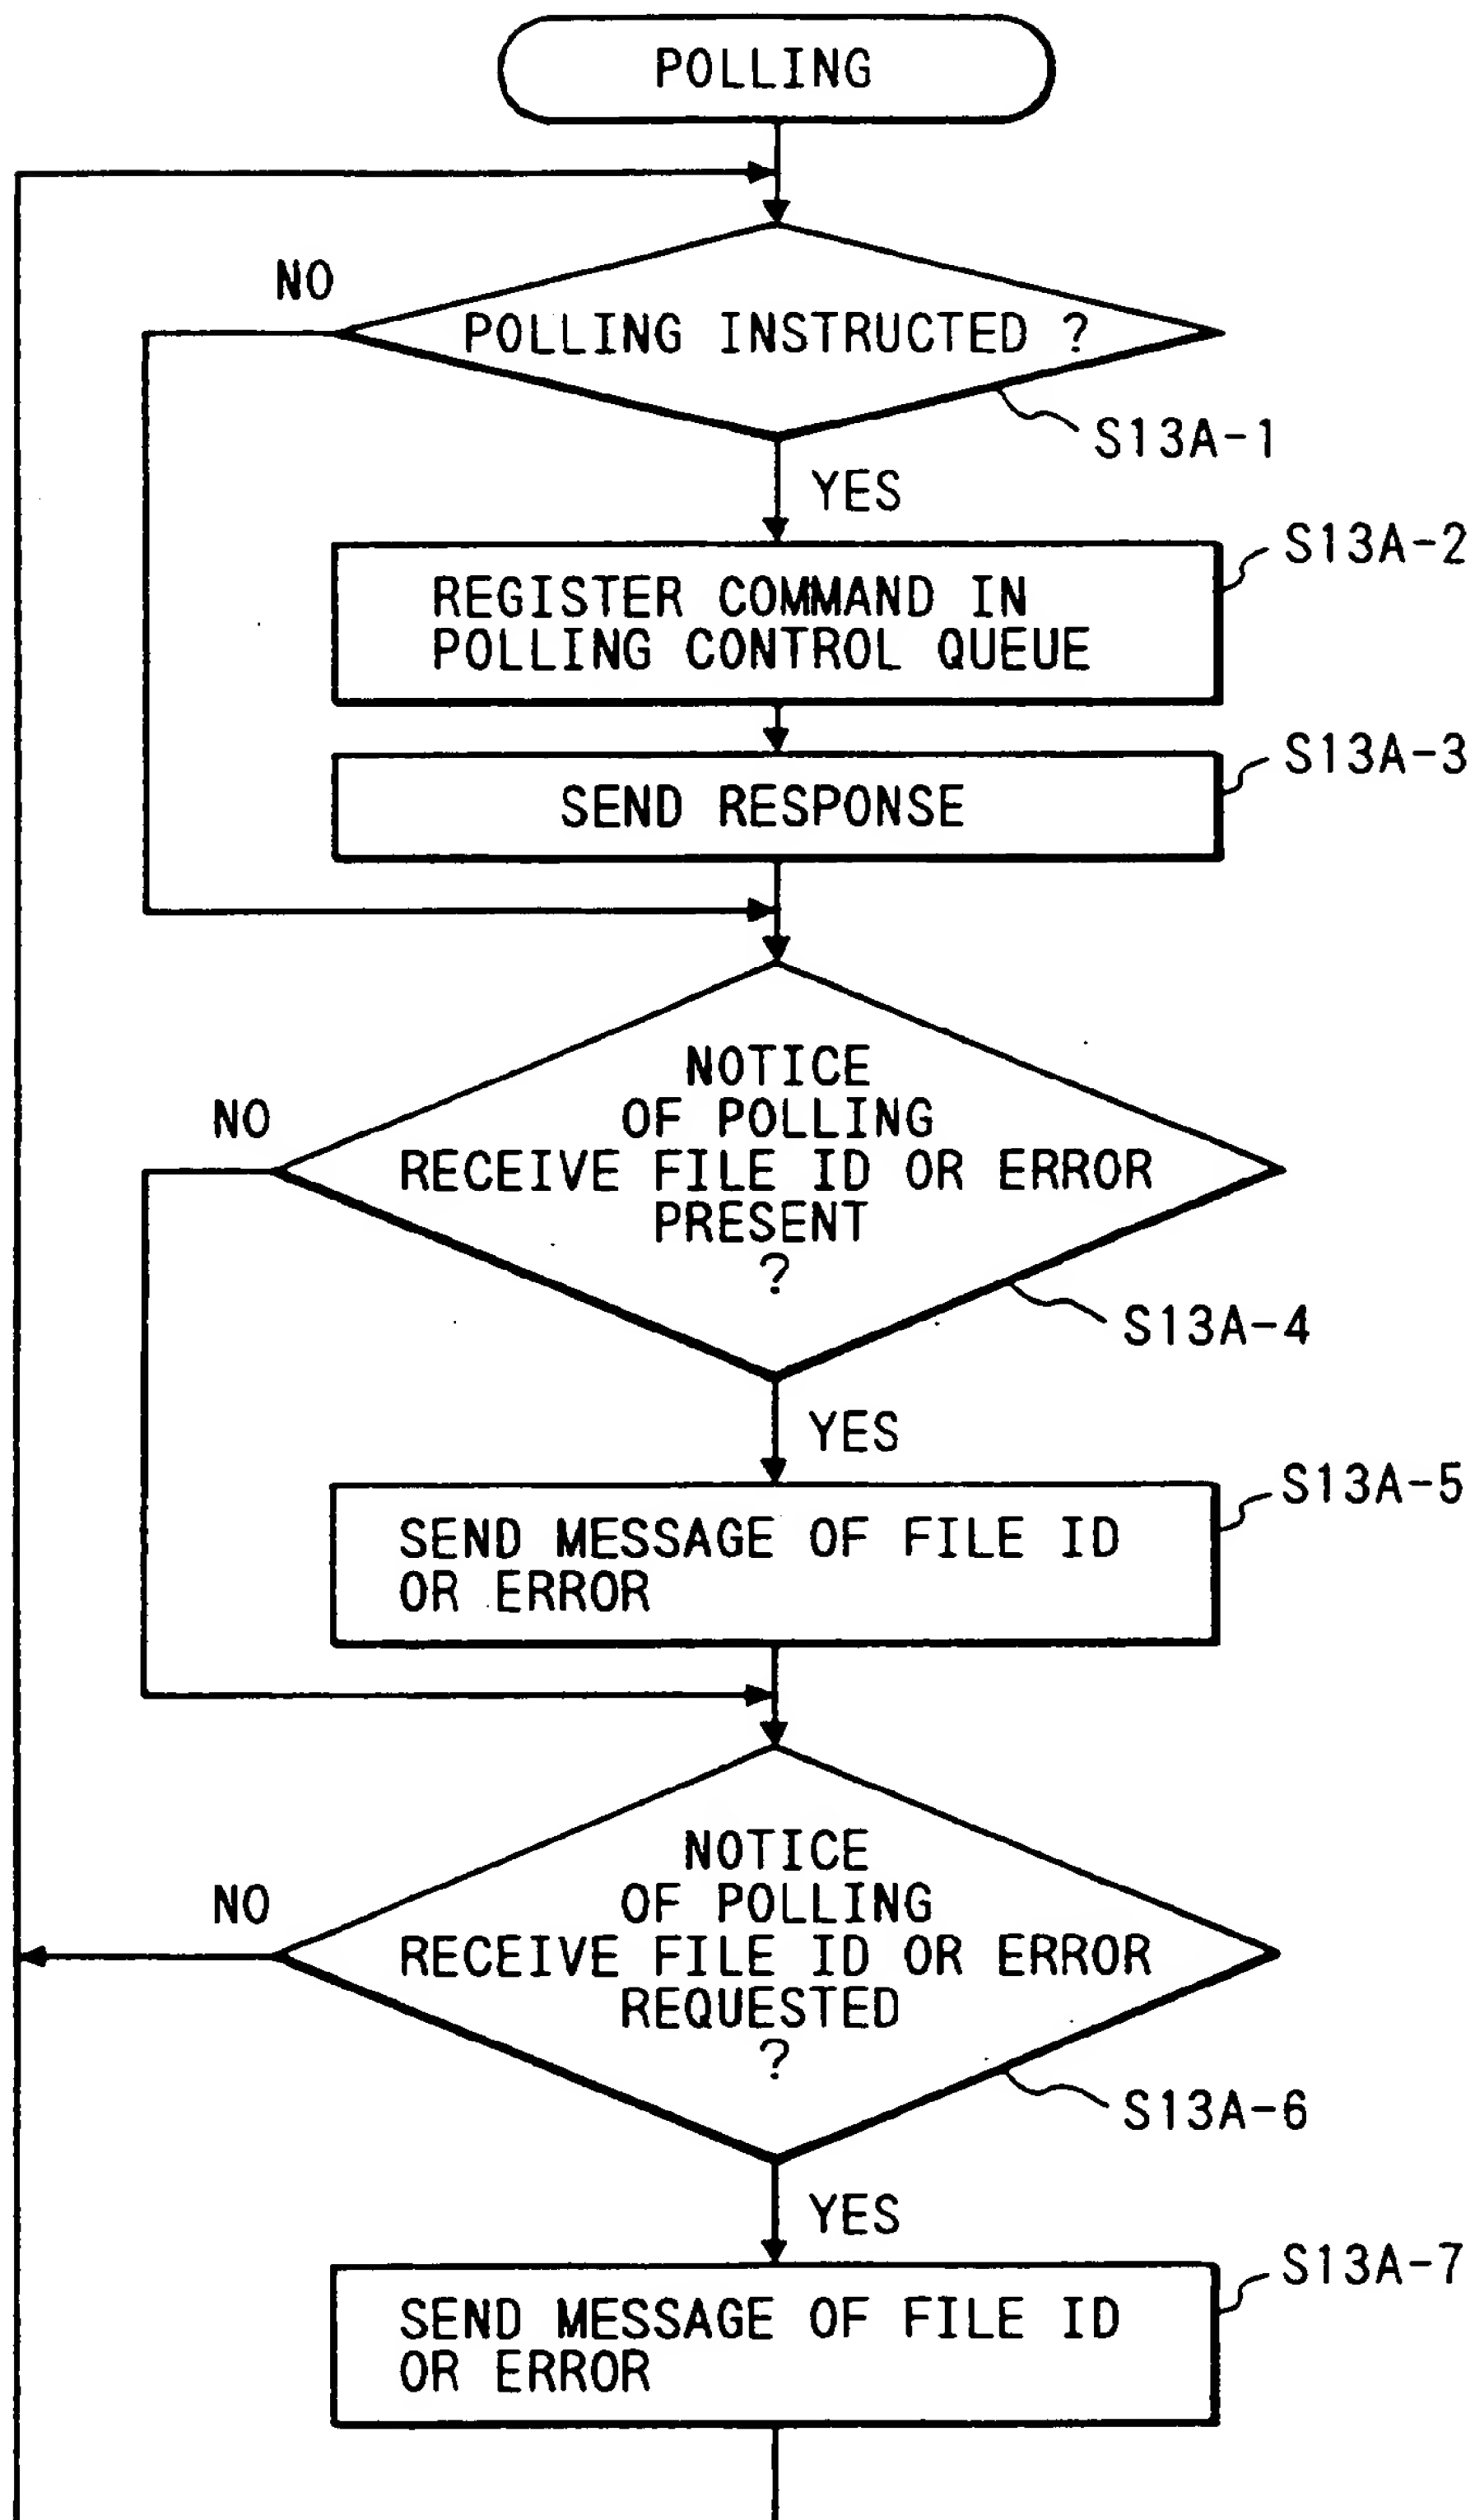 POLLING
NO
POLLING INSTRUCTED ?
S13A-1
YES
S13A-2
REGISTER COMMAND IN
POLLING CONTROL QUEUE
S13A-3
SEND RESPONSE
NOTICE
OF POLLING
NO
RECEIVE FILE ID OR ERROR
PRESENT
?
S13A-4
YES
S13A-5
SEND MESSAGE OF FILE ID
OR ERROR
NOTICE
OF POLLING
NO
RECEIVE FILE ID OR ERROR
REQUESTED
?
S13A-6
YES
S13A-7
SEND MESSAGE OF FILE ID
OR ERROR